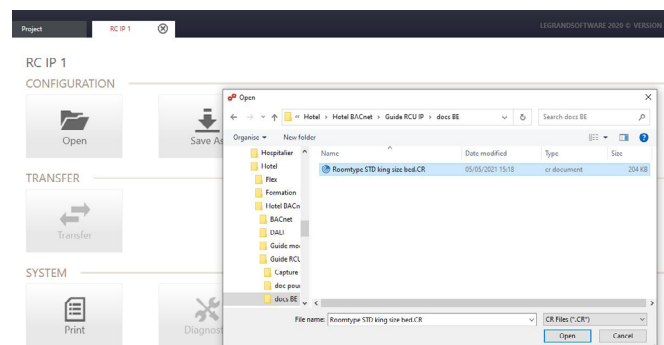 LEGRANDSOFTWARE 2020 © VERSION
Project
RC IP 1
RC IP 1
CONFIGURATION
Open
Save As
TRANSFER
Transfer
SYSTEM
Print
Diagnost
Open
« Hotel › Hotel BACnet › Guide RCU IP › docs BE
Search docs BE
Organise
New folder
Hospitalier
Hotel
Flex
Formation
Hotel BACn
BACnet
DALI
Guide mo
Guide RCU
Capture
doc pour
docs BE
Name
Date modified
Type
Size
Roomtype STD king size bed.CR
05/05/2021 15:18
cr document
204 KB
File name:
Roomtype STD king size bed.CR
CR Files (*.CR*)
Open
Cancel